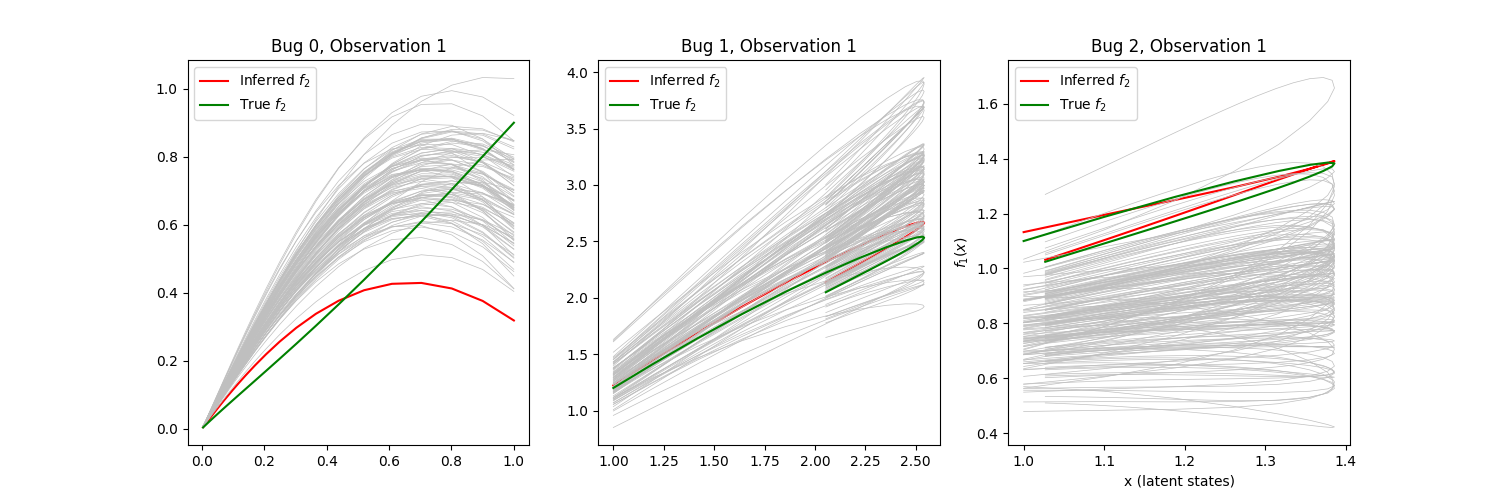 Bug 0, Observation 1
Inferred f₂
True f₂
1.0
0.8
0.6
0.4
0.2
0.0
0.0 0.2 0.4 0.6 0.8 1.0
Bug 1, Observation 1
Inferred f₂
True f₂
4.0
3.5
3.0
2.5
2.0
1.5
1.0
1.00 1.25 1.50 1.75 2.00 2.25 2.50
Bug 2, Observation 1
Inferred f₂
True f₂
1.6
1.4
1.2
1.0
0.8
0.6
0.4
f₁(x)
1.0 1.1 1.2 1.3 1.4
x (latent states)